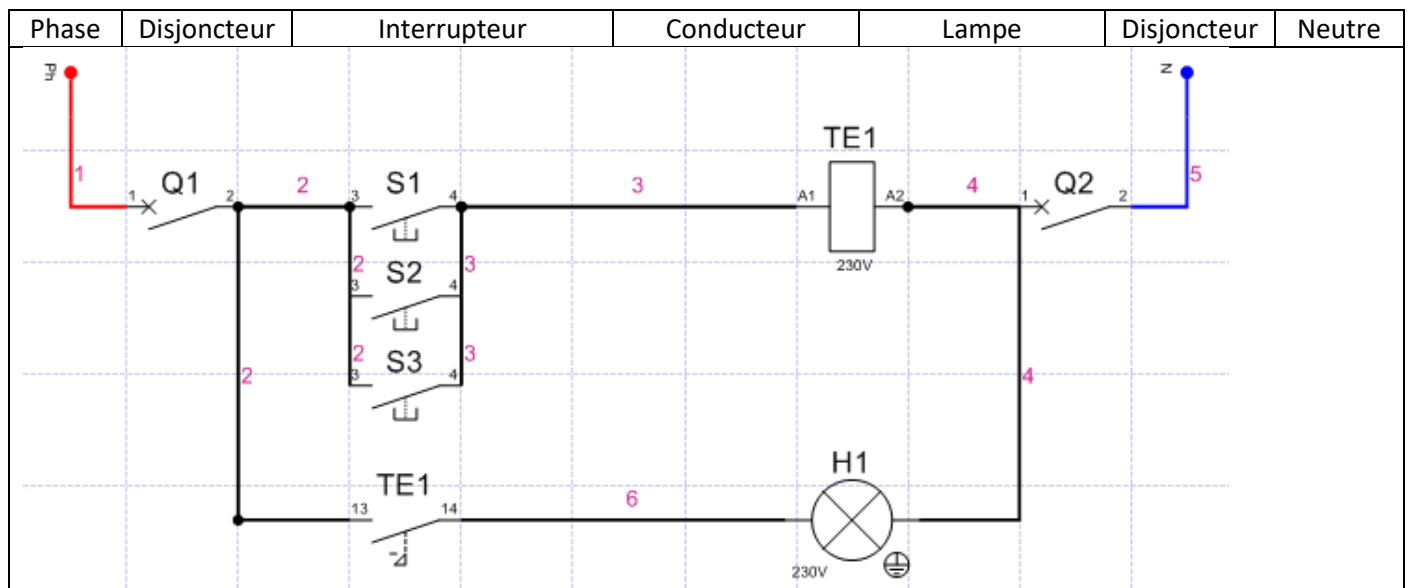 Phase Disjoncteur Interrupteur Conducteur Lampe Disjoncteur Neutre
Ph N
TE1
1 Q1 2 S1 3 4 Q2 5
1 2 3 4 A1 A2 1 2
230V
2 S2 3
3 4
2 S3 3
3 4
2 4
TE1 H1
13 14 6
230V